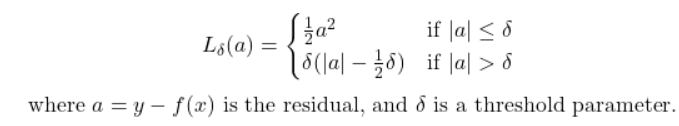 L_δ(a) = { ½a² if |a| ≤ δ
δ(|a| − ½δ) if |a| > δ
where a = y − f(x) is the residual, and δ is a threshold parameter.